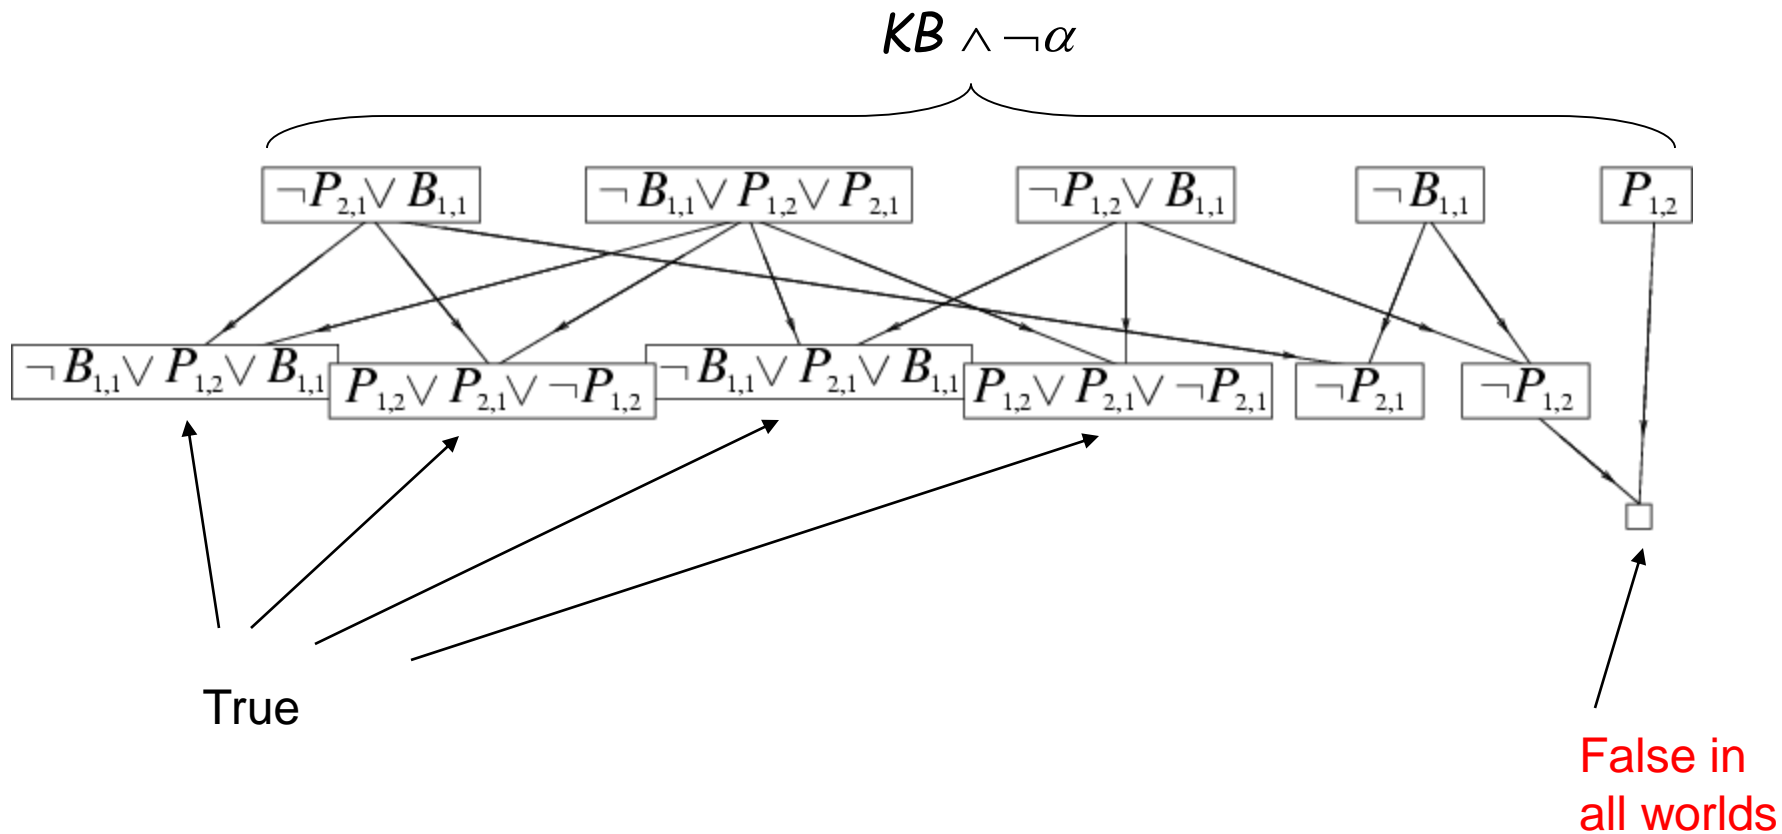 KB ∧ ¬α
¬P₂,₁ ∨ B₁,₁ ¬B₁,₁ ∨ P₁,₂ ∨ P₂,₁ ¬P₁,₂ ∨ B₁,₁ ¬B₁,₁ P₁,₂
¬B₁,₁ ∨ P₁,₂ ∨ B₁,₁ P₁,₂ ∨ P₂,₁ ∨ ¬P₁,₂ ¬B₁,₁ ∨ P₂,₁ ∨ B₁,₁ P₁,₂ ∨ P₂,₁ ∨ ¬P₂,₁ ¬P₂,₁ ¬P₁,₂
True
False in
all worlds